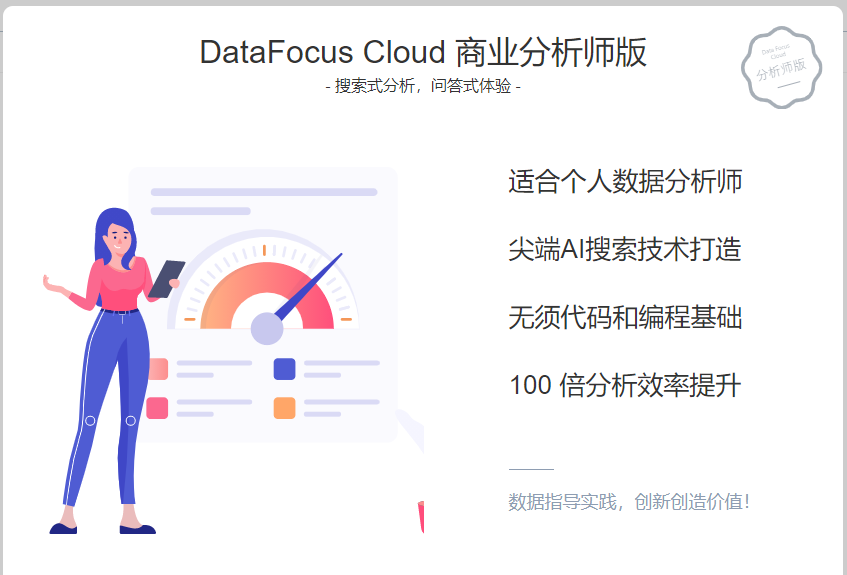 DataFocus Cloud 商业分析师版
- 搜索式分析，问答式体验 -
Data Focus
Cloud
分析师版
适合个人数据分析师
尖端AI搜索技术打造
无须代码和编程基础
100 倍分析效率提升
数据指导实践，创新创造价值！